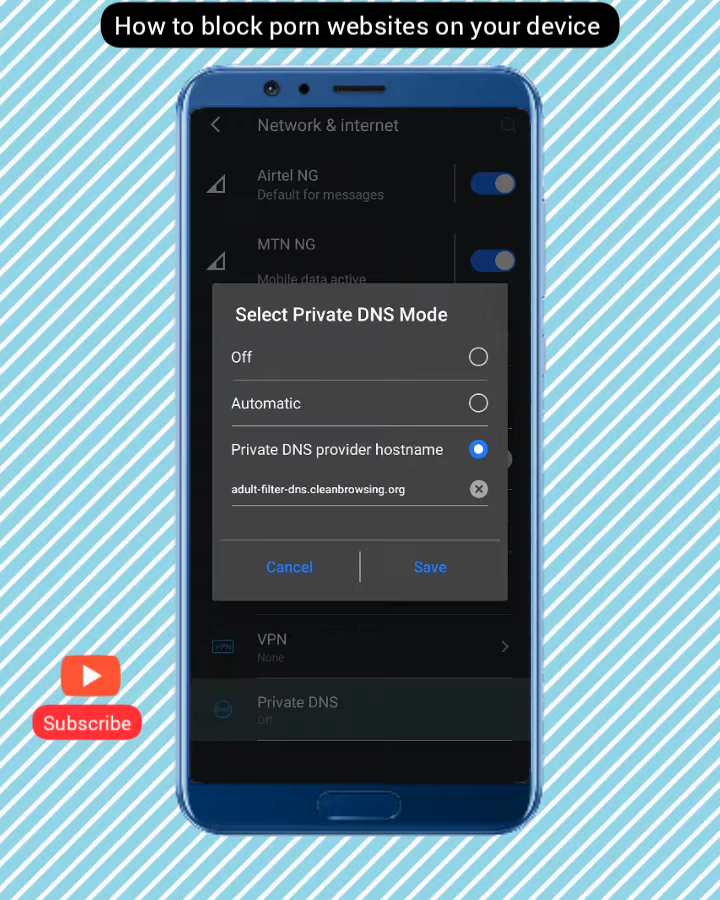 How to block porn websites on your device
Network & internet
Airtel NG
Default for messages
MTN NG
Mobile data active
Select Private DNS Mode
Off
Automatic
Private DNS provider hostname
adult-filter-dns.cleanbrowsing.org
Cancel
Save
VPN
VPN
None
Private DNS
Off
Subscribe